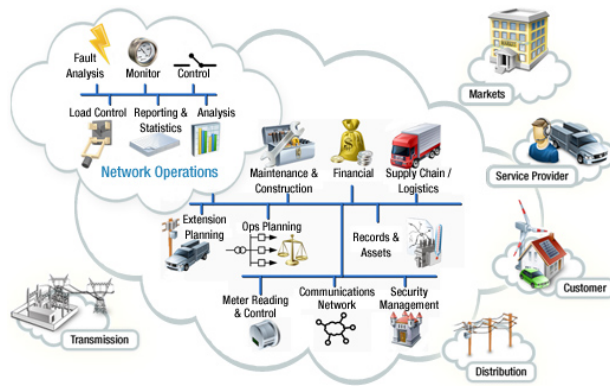 Fault
Analysis
Monitor
Control
Load Control
Reporting &
Statistics
Analysis
Network Operations
Maintenance &
Construction
Financial
Supply Chain /
Logistics
Extension
Planning
Ops Planning
Records &
Assets
Meter Reading
& Control
Communications
Network
Security
Management
Markets
Service Provider
Customer
Distribution
Transmission